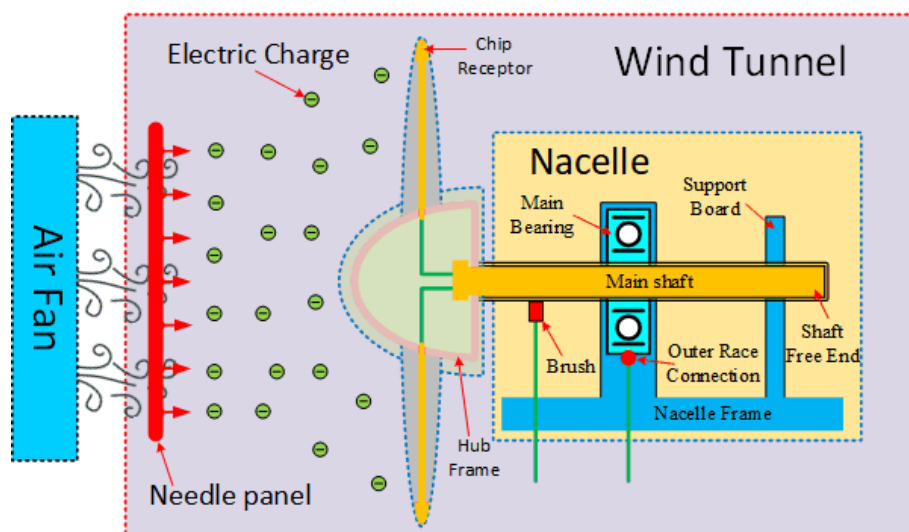 Electric Charge
Chip
Receptor
Wind Tunnel
Air Fan
Nacelle
Main
Bearing
Support
Board
Main shaft
Brush
Outer Race
Connection
Shaft
Free End
Nacelle Frame
Hub
Frame
Needle panel